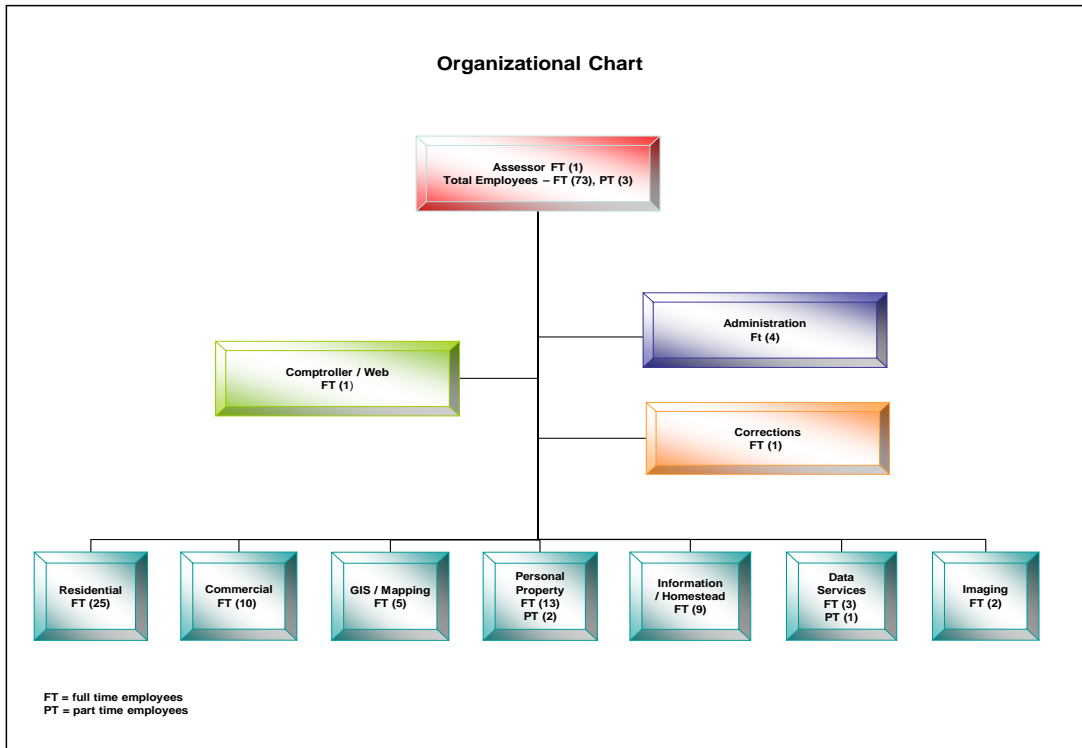 Organizational Chart
Assessor FT (1)
Total Employees – FT (73), PT (3)
Administration
Ft (4)
Comptroller / Web
FT (1)
Corrections
FT (1)
Residential
FT (25)
Commercial
FT (10)
GIS / Mapping
FT (5)
Personal
Property
FT (13)
PT (2)
Information
/ Homestead
FT (9)
Data
Services
FT (3)
PT (1)
Imaging
FT (2)
FT = full time employees
PT = part time employees